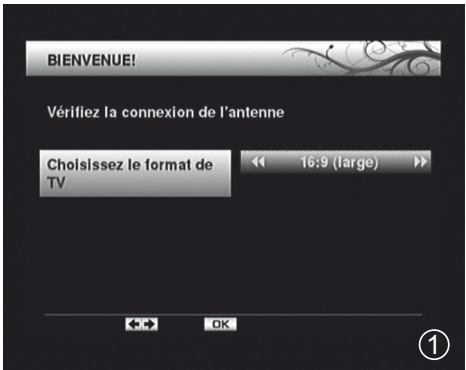 BIENVENUE!
Vérifiez la connexion de l'antenne
Choisissez le format de
TV
16:9 (large)
OK
①